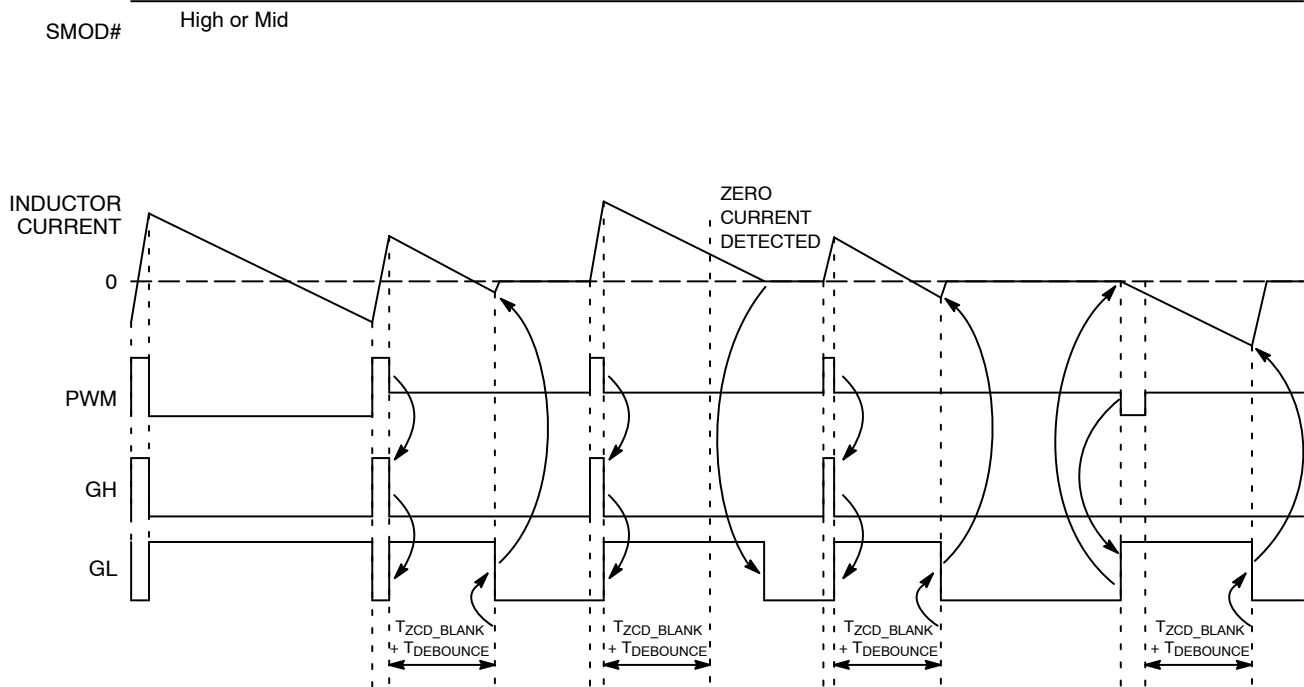 SMOD#
High or Mid
INDUCTOR
CURRENT
ZERO
CURRENT
DETECTED
0
PWM
GH
GL
TZCD_BLANK
+ TDEBOUNCE
TZCD_BLANK
+ TDEBOUNCE
TZCD_BLANK
+ TDEBOUNCE
TZCD_BLANK
+ TDEBOUNCE